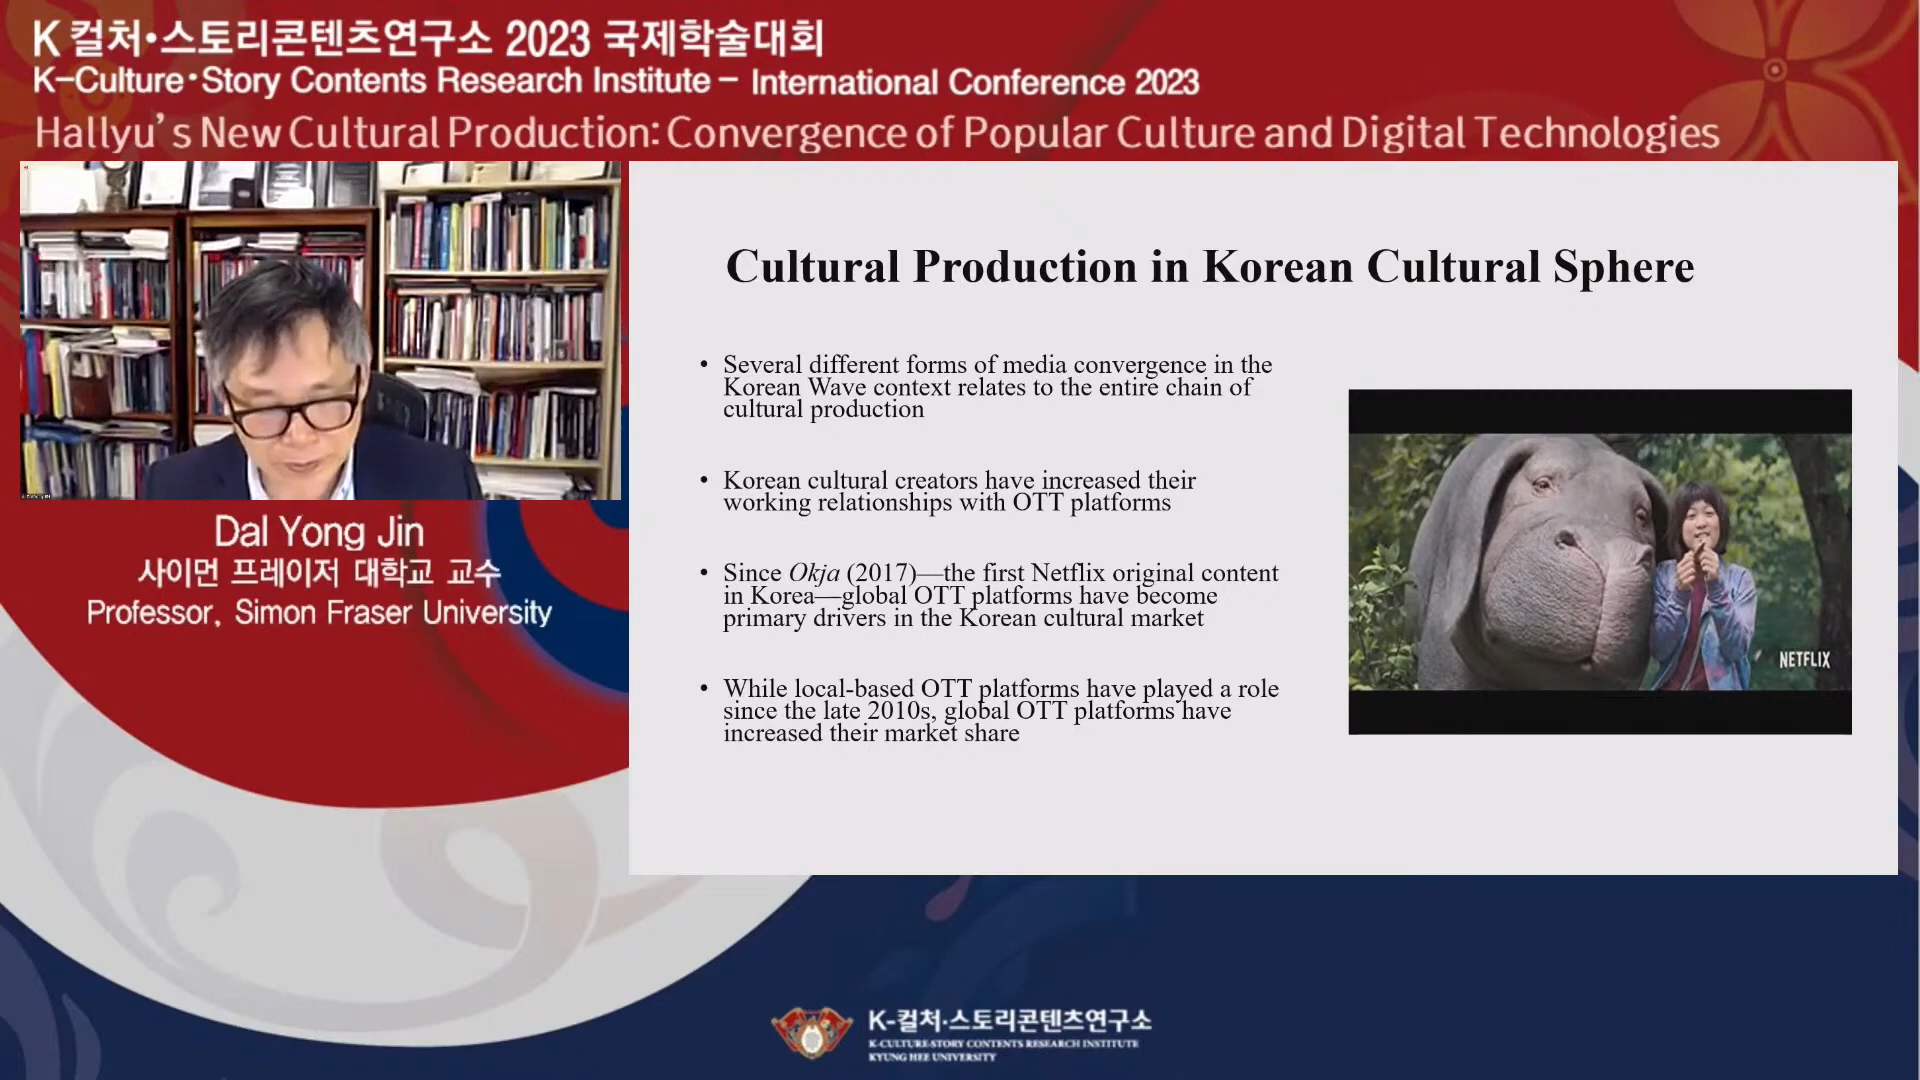 K 컬처·스토리콘텐츠연구소 2023 국제학술대회
K-Culture·Story Contents Research Institute - International Conference 2023
Hallyu's New Cultural Production: Convergence of Popular Culture and Digital Technologies
Dal Yong Jin
사이먼 프레이저 대학교 교수
Professor, Simon Fraser University
Cultural Production in Korean Cultural Sphere
• Several different forms of media convergence in the
Korean Wave context relates to the entire chain of
cultural production
• Korean cultural creators have increased their
working relationships with OTT platforms
• Since Okja (2017)—the first Netflix original content
in Korea—global OTT platforms have become
primary drivers in the Korean cultural market
• While local-based OTT platforms have played a role
since the late 2010s, global OTT platforms have
increased their market share
NETFLIX
K-컬처·스토리콘텐츠연구소
K-CULTURE·STORY CONTENTS RESEARCH INSTITUTE
KYUNG HEE UNIVERSITY